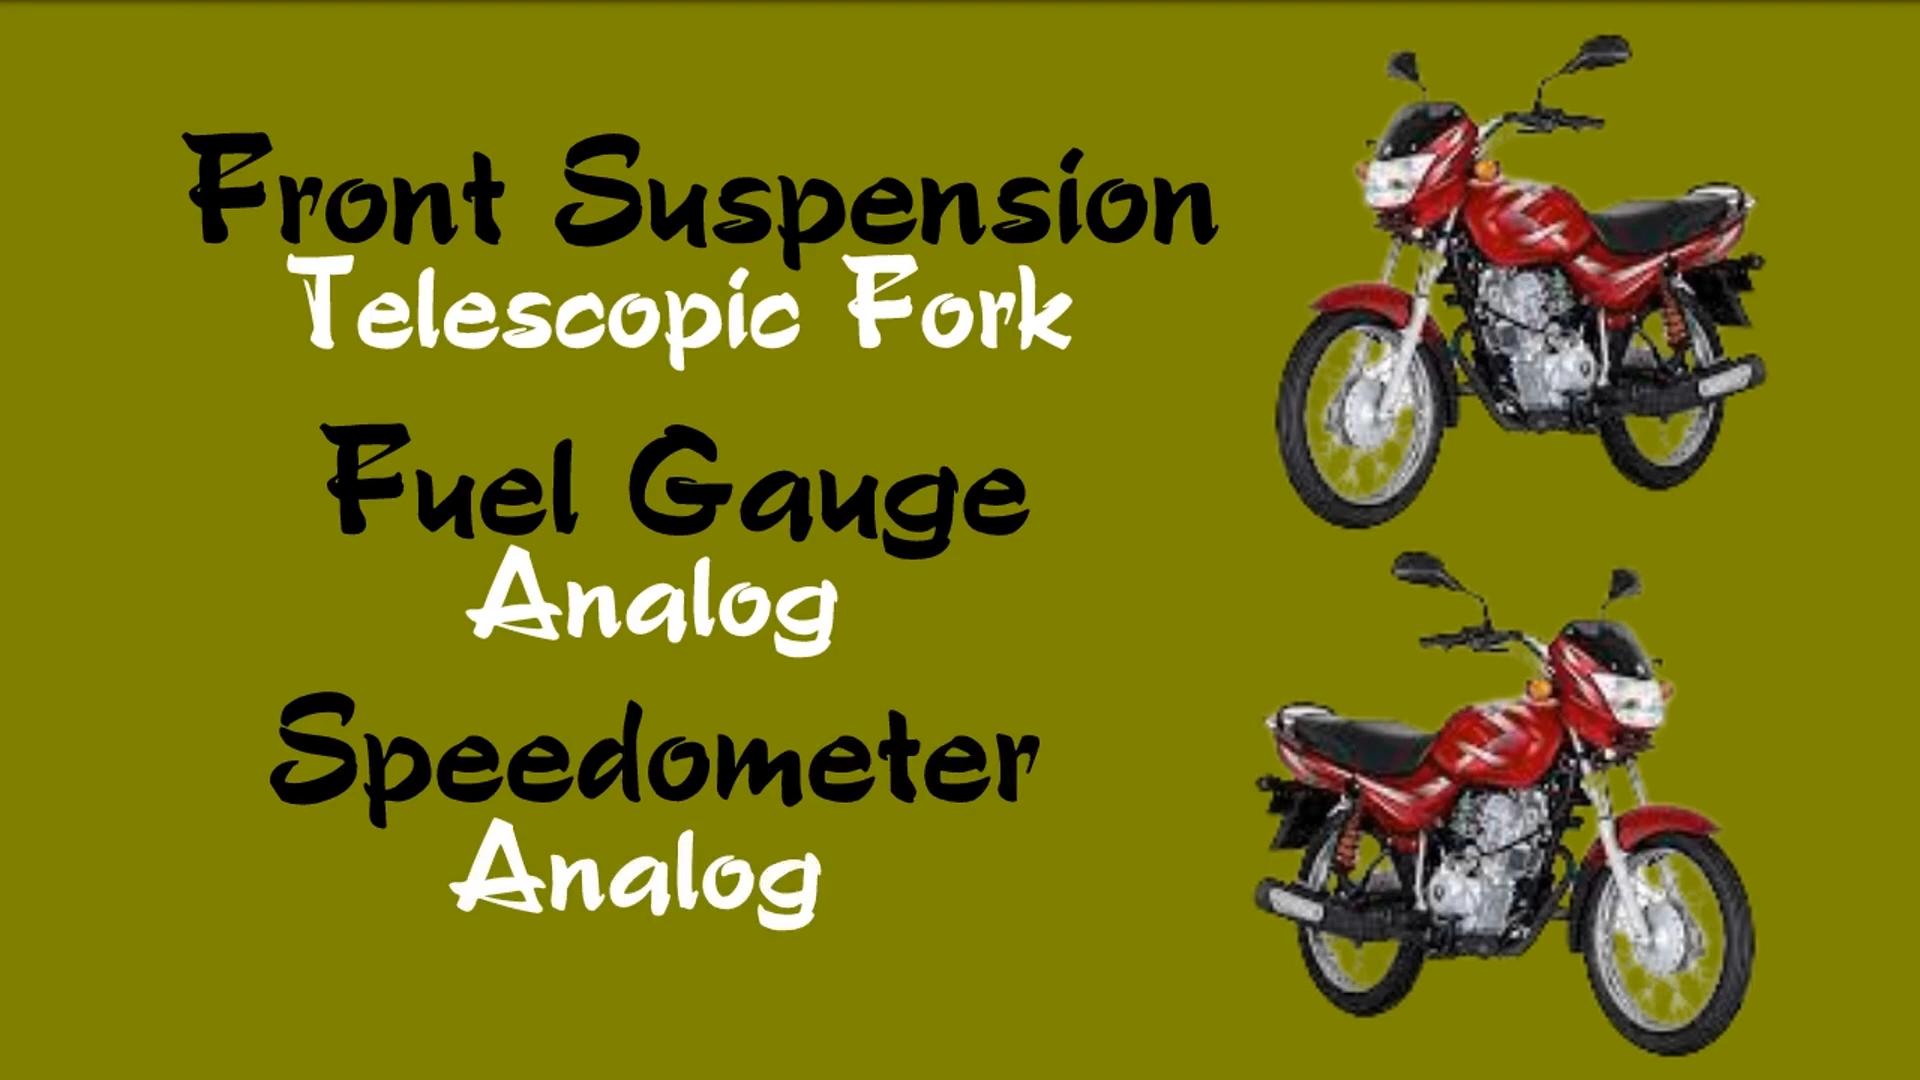 Front Suspension
Telescopic Fork
Fuel Gauge
Analog
Speedometer
Analog